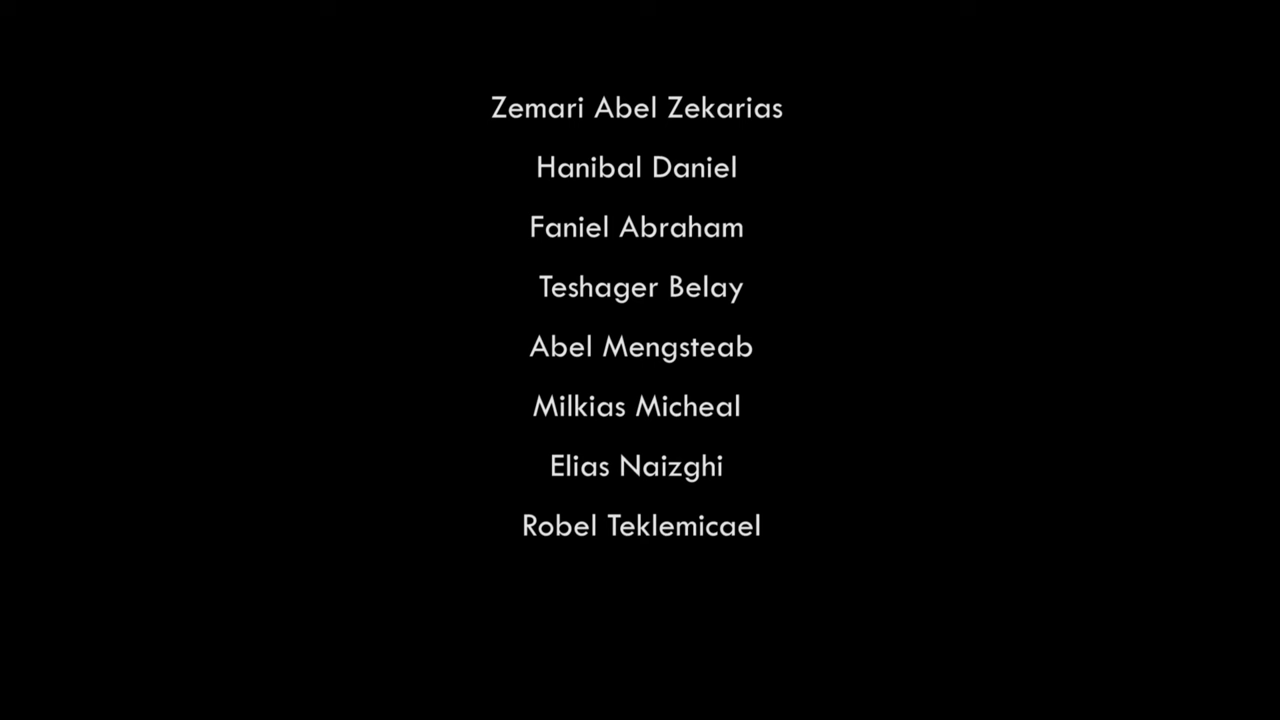 Zemari Abel Zekarias
Hanibal Daniel
Faniel Abraham
Teshager Belay
Abel Mengsteab
Milkias Micheal
Elias Naizghi
Robel Teklemicael